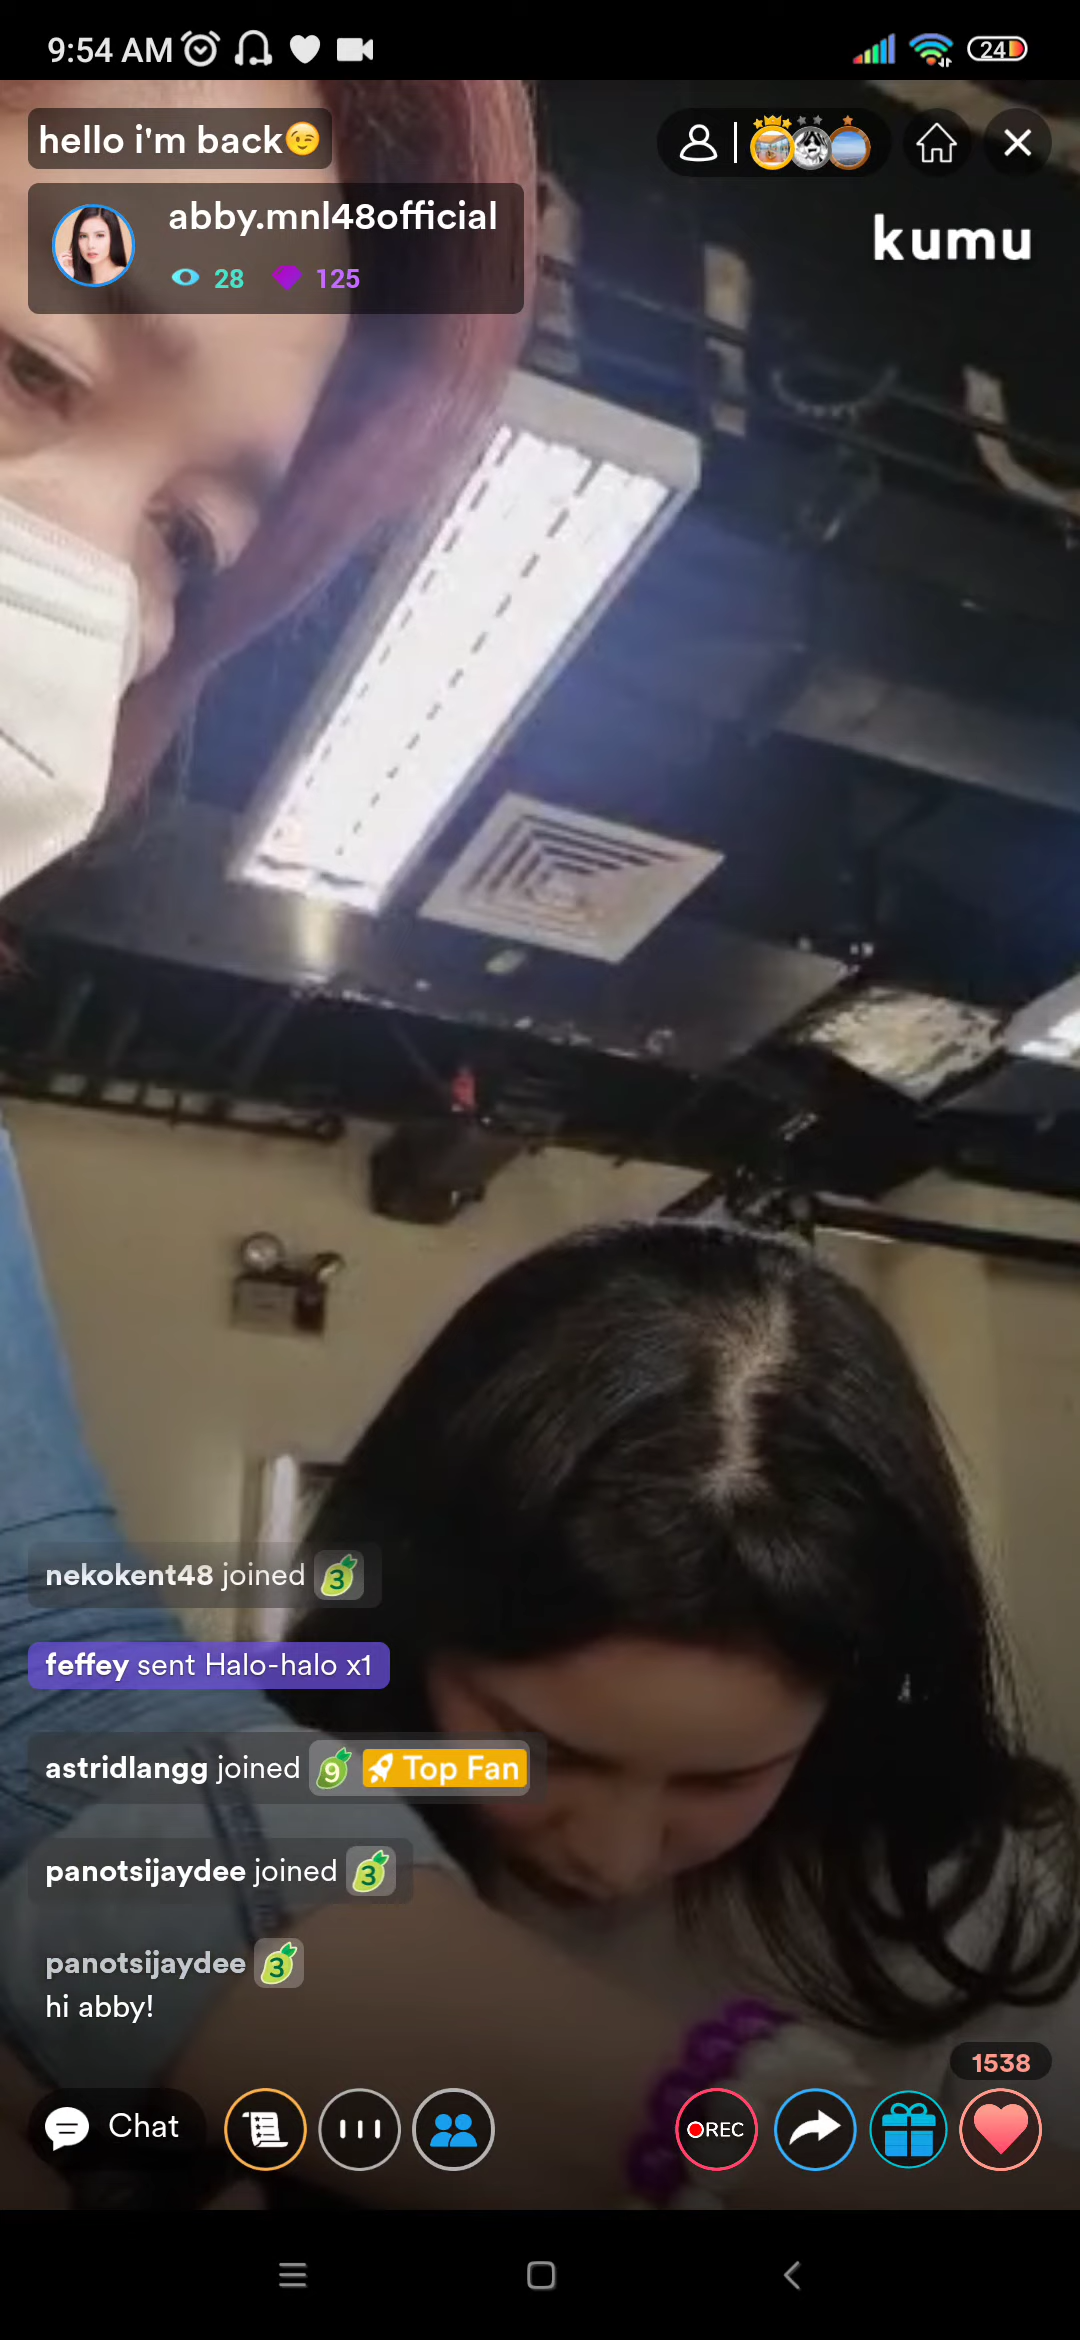 9:54 AM
24
hello i'm back😉
abby.mnl48official
28 125
kumu
nekokent48 joined 3
feffey sent Halo-halo x1
astridlangg joined 9 Top Fan
panotsijaydee joined 3
panotsijaydee 3
hi abby!
1538
Chat
REC